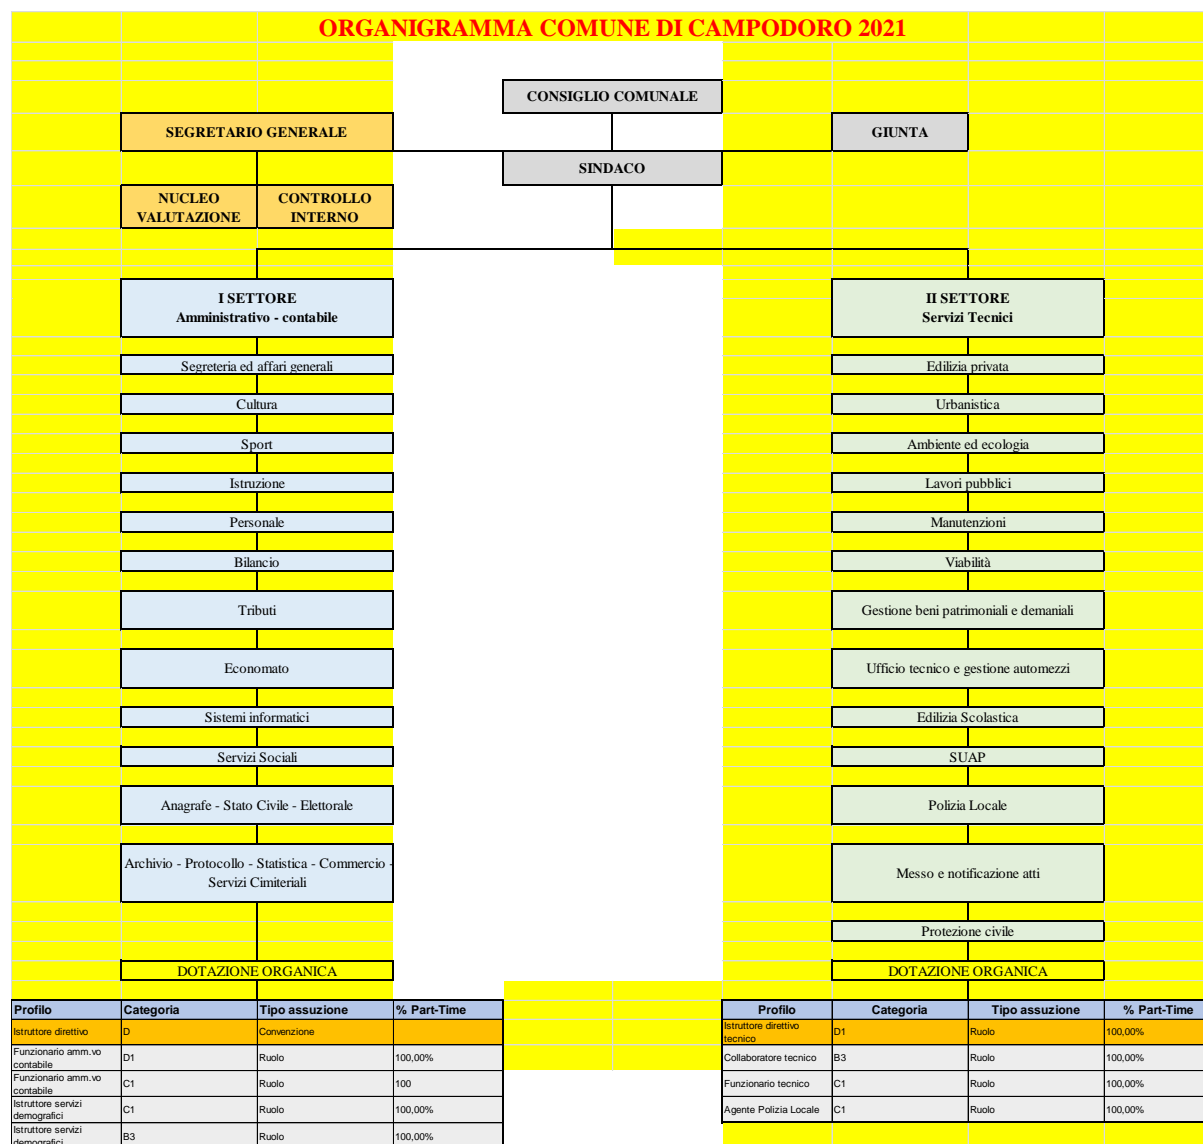 ORGANIGRAMMA COMUNE DI CAMPODORO 2021
CONSIGLIO COMUNALE
SEGRETARIO GENERALE
GIUNTA
SINDACO
NUCLEO
VALUTAZIONE
CONTROLLO
INTERNO
I SETTORE
Amministrativo - contabile
Segreteria ed affari generali
Cultura
Sport
Istruzione
Personale
Bilancio
Tributi
Economato
Sistemi informatici
Servizi Sociali
Anagrafe - Stato Civile - Elettorale
Archivio - Protocollo - Statistica - Commercio -
Servizi Cimiteriali
DOTAZIONE ORGANICA
II SETTORE
Servizi Tecnici
Edilizia privata
Urbanistica
Ambiente ed ecologia
Lavori pubblici
Manutenzioni
Viabilità
Gestione beni patrimoniali e demaniali
Ufficio tecnico e gestione automezzi
Edilizia Scolastica
SUAP
Polizia Locale
Messo e notificazione atti
Protezione civile
DOTAZIONE ORGANICA
Profilo Categoria Tipo assuzione % Part-Time
Istruttore direttivo D Convenzione
Funzionario amm.vo
contabile D1 Ruolo 100,00%
Funzionario amm.vo
contabile C1 Ruolo 100
Istruttore servizi
demografici C1 Ruolo 100,00%
Istruttore servizi
demografici B3 Ruolo 100,00%
Profilo Categoria Tipo assuzione % Part-Time
Istruttore direttivo
tecnico D1 Ruolo 100,00%
Collaboratore tecnico B3 Ruolo 100,00%
Funzionario tecnico C1 Ruolo 100,00%
Agente Polizia Locale C1 Ruolo 100,00%